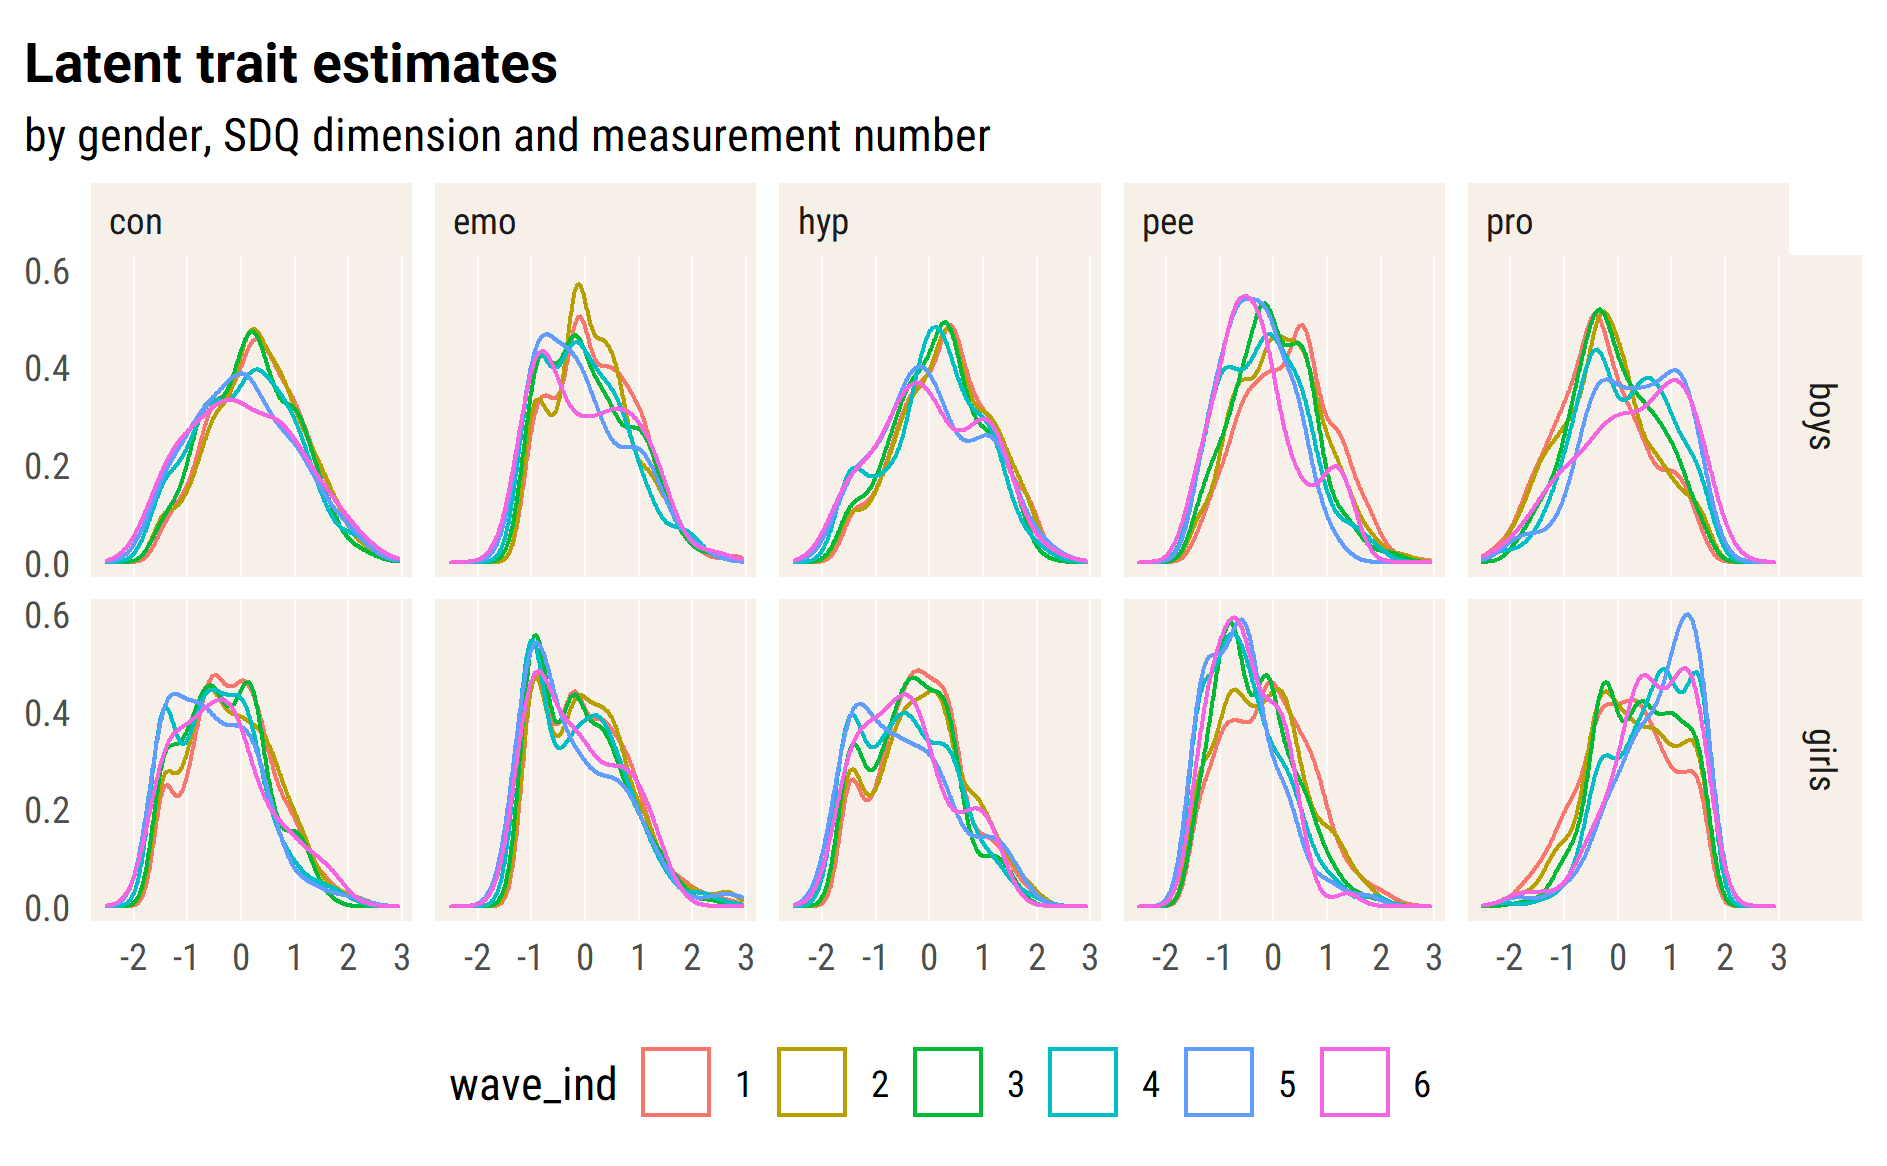 Latent trait estimates
by gender, SDQ dimension and measurement number
con emo hyp pee pro
0.6
0.4
0.2
0.0
boys
0.6
0.4
0.2
0.0
girls
-2 -1 0 1 2 3 -2 -1 0 1 2 3 -2 -1 0 1 2 3 -2 -1 0 1 2 3 -2 -1 0 1 2 3
wave_ind 1 2 3 4 5 6